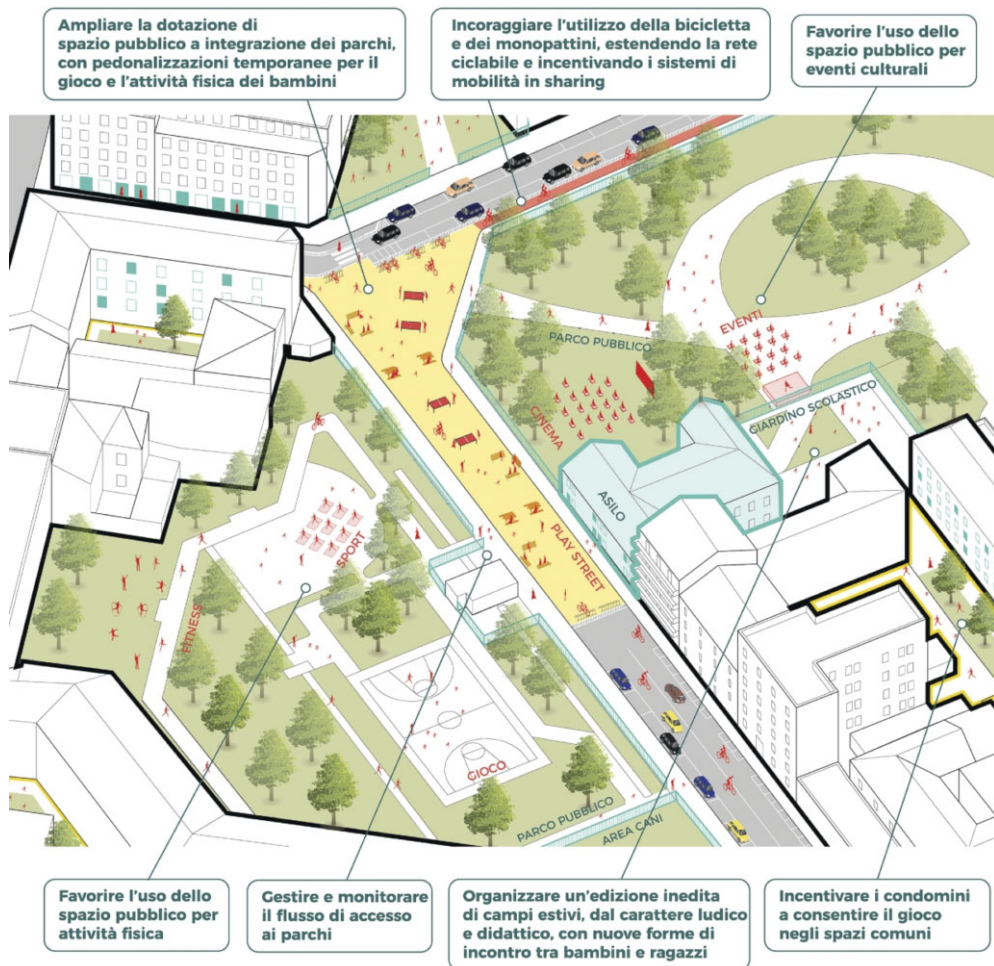 Ampliare la dotazione di
spazio pubblico a integrazione dei parchi,
con pedonalizzazioni temporanee per il
gioco e l'attività fisica dei bambini
Incoraggiare l'utilizzo della bicicletta
e dei monopattini, estendendo la rete
ciclabile e incentivando i sistemi di
mobilità in sharing
Favorire l'uso dello
spazio pubblico per
eventi culturali
EVENTI
PARCO PUBBLICO
CINEMA
GIARDINO SCOLASTICO
ASILO
PLAY STREET
SPORT
FITNESS
GIOCO
PARCO PUBBLICO
AREA CANI
Favorire l'uso dello
spazio pubblico per
attività fisica
Gestire e monitorare
il flusso di accesso
ai parchi
Organizzare un'edizione inedita
di campi estivi, dal carattere ludico
e didattico, con nuove forme di
incontro tra bambini e ragazzi
Incentivare i condomini
a consentire il gioco
negli spazi comuni